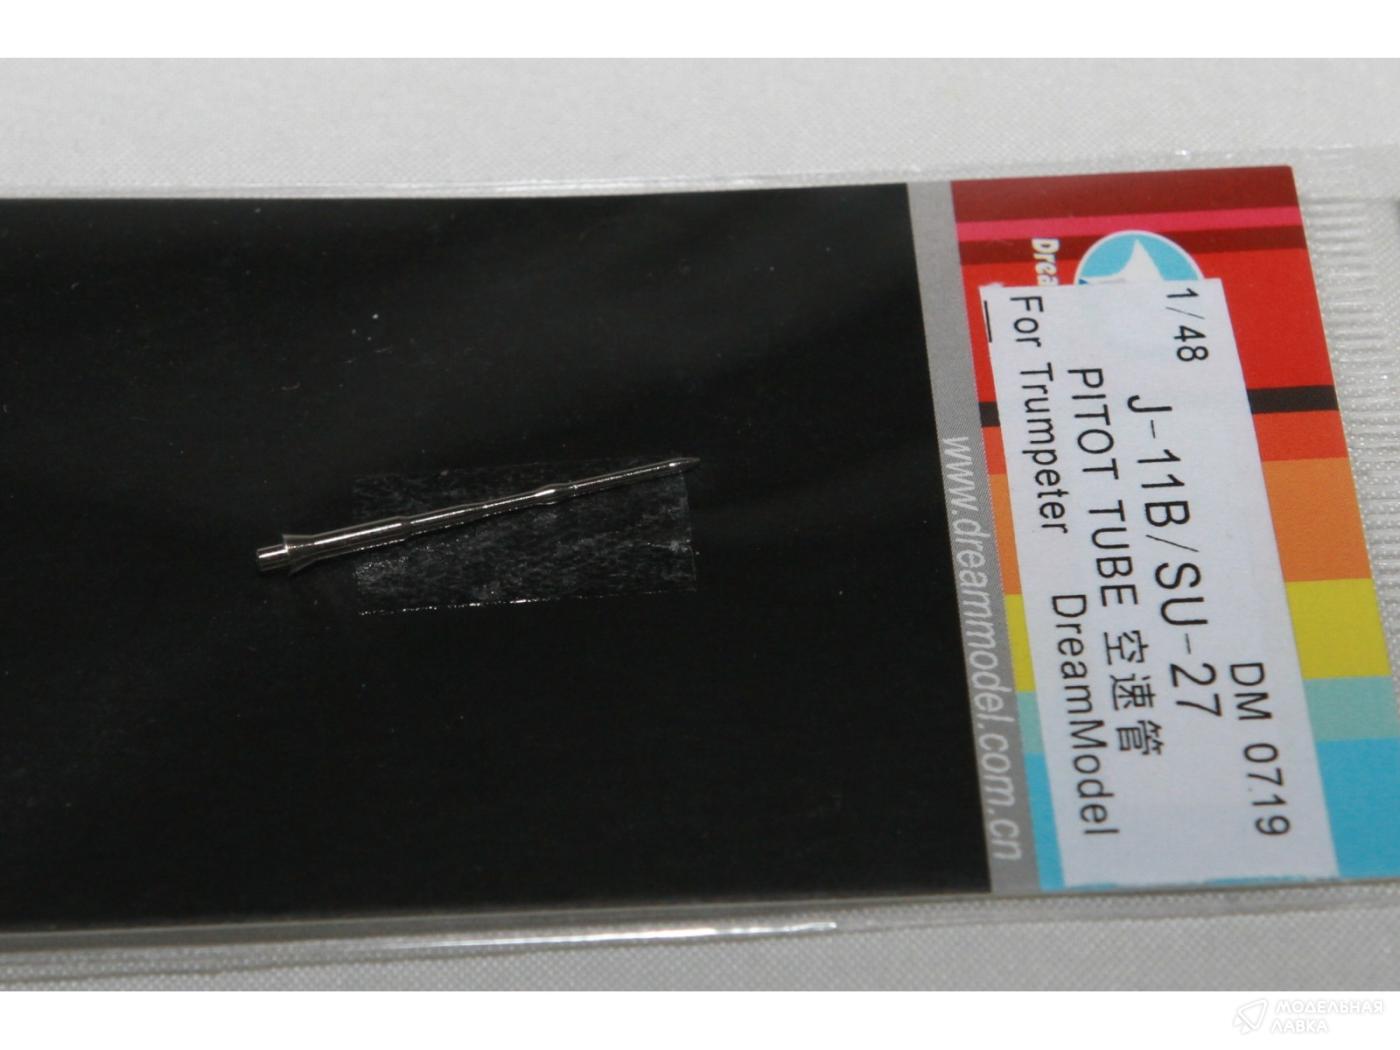 1/48
DM 0719
J-11B/SU-27
PITOT TUBE 空速管
For Trumpeter DreamModel
www.dreammodel.com.cn
МОДЕЛЬНАЯ
ЛАВКА